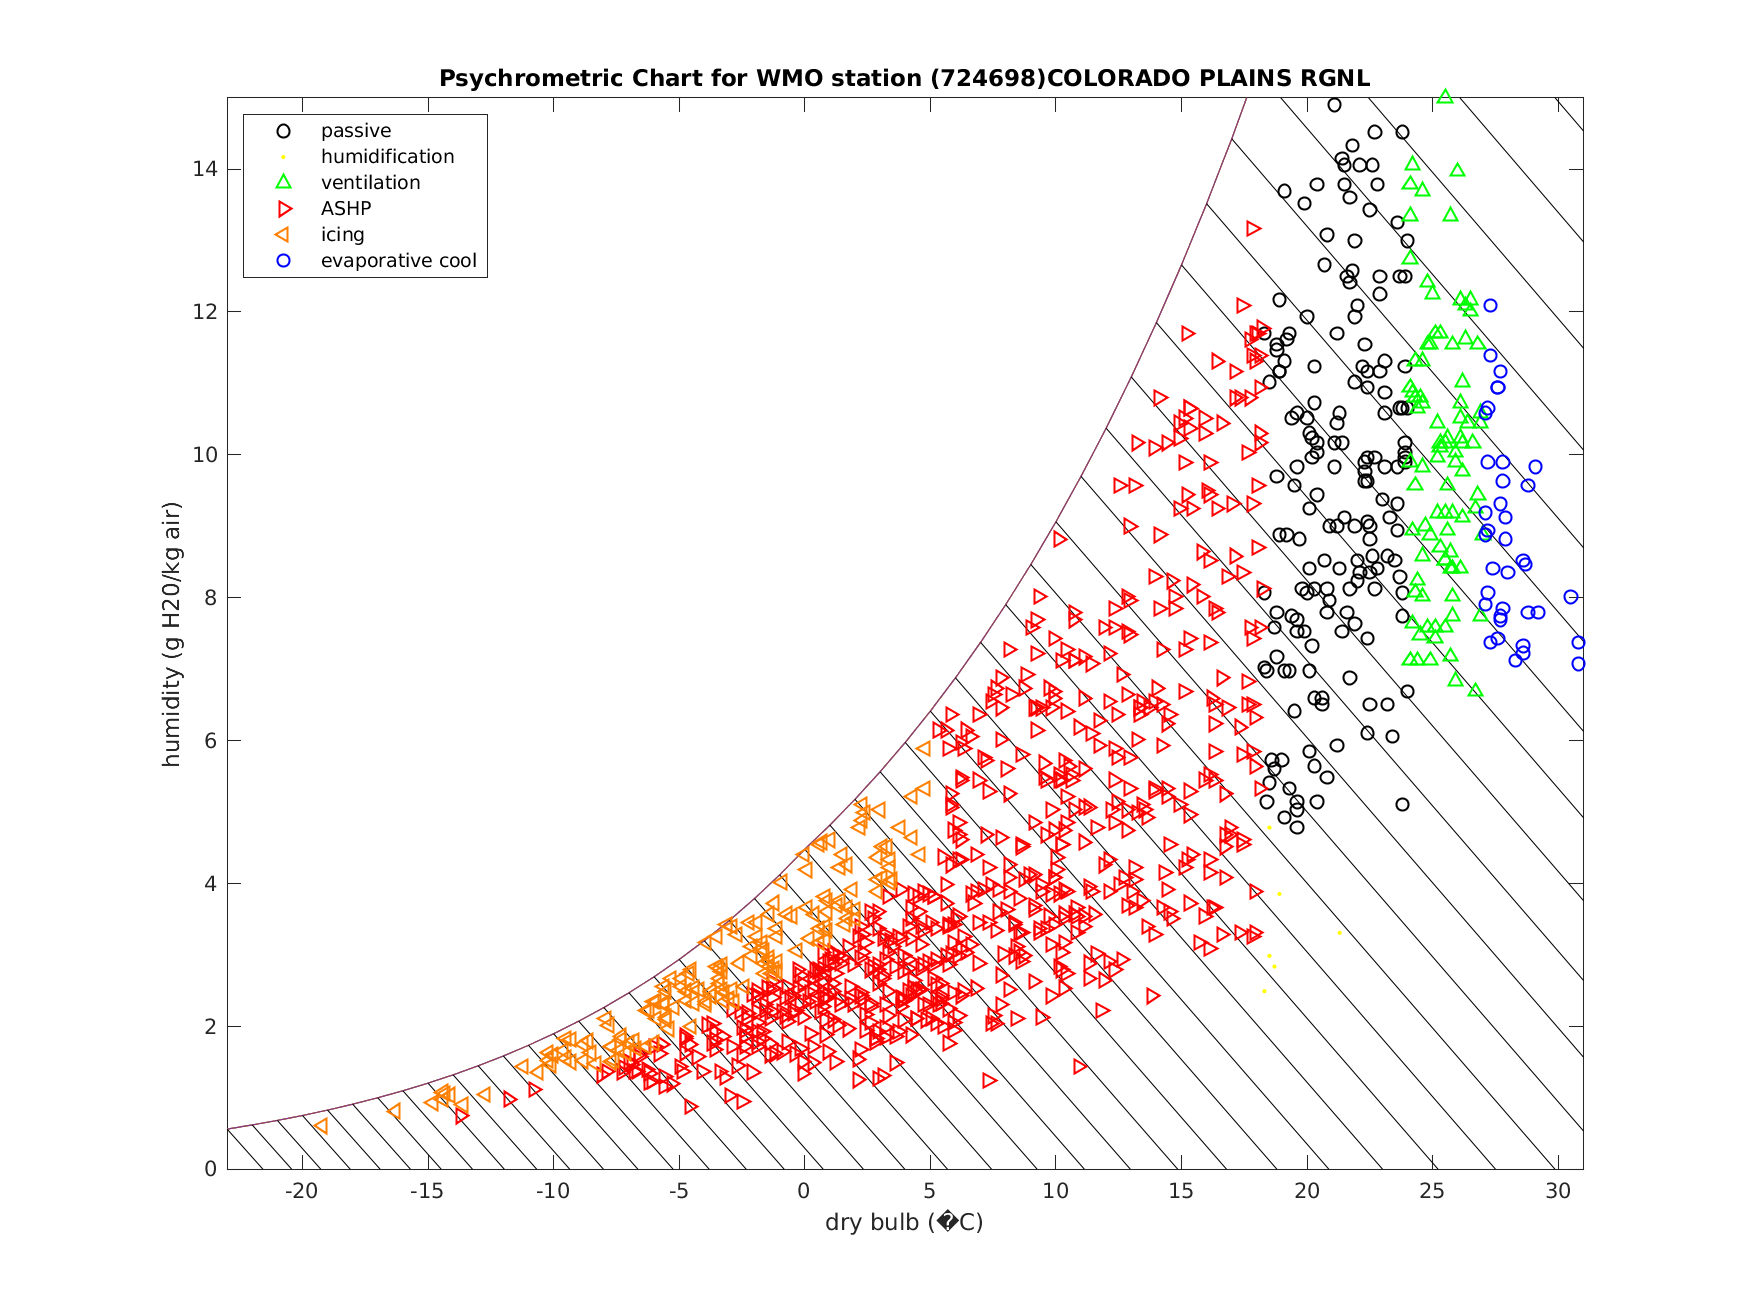 Psychrometric Chart for WMO station (724698)COLORADO PLAINS RGNL
passive
humidification
ventilation
ASHP
icing
evaporative cool
14
12
10
8
6
4
2
0
humidity (g H20/kg air)
-20 -15 -10 -5 0 5 10 15 20 25 30
dry bulb (�C)